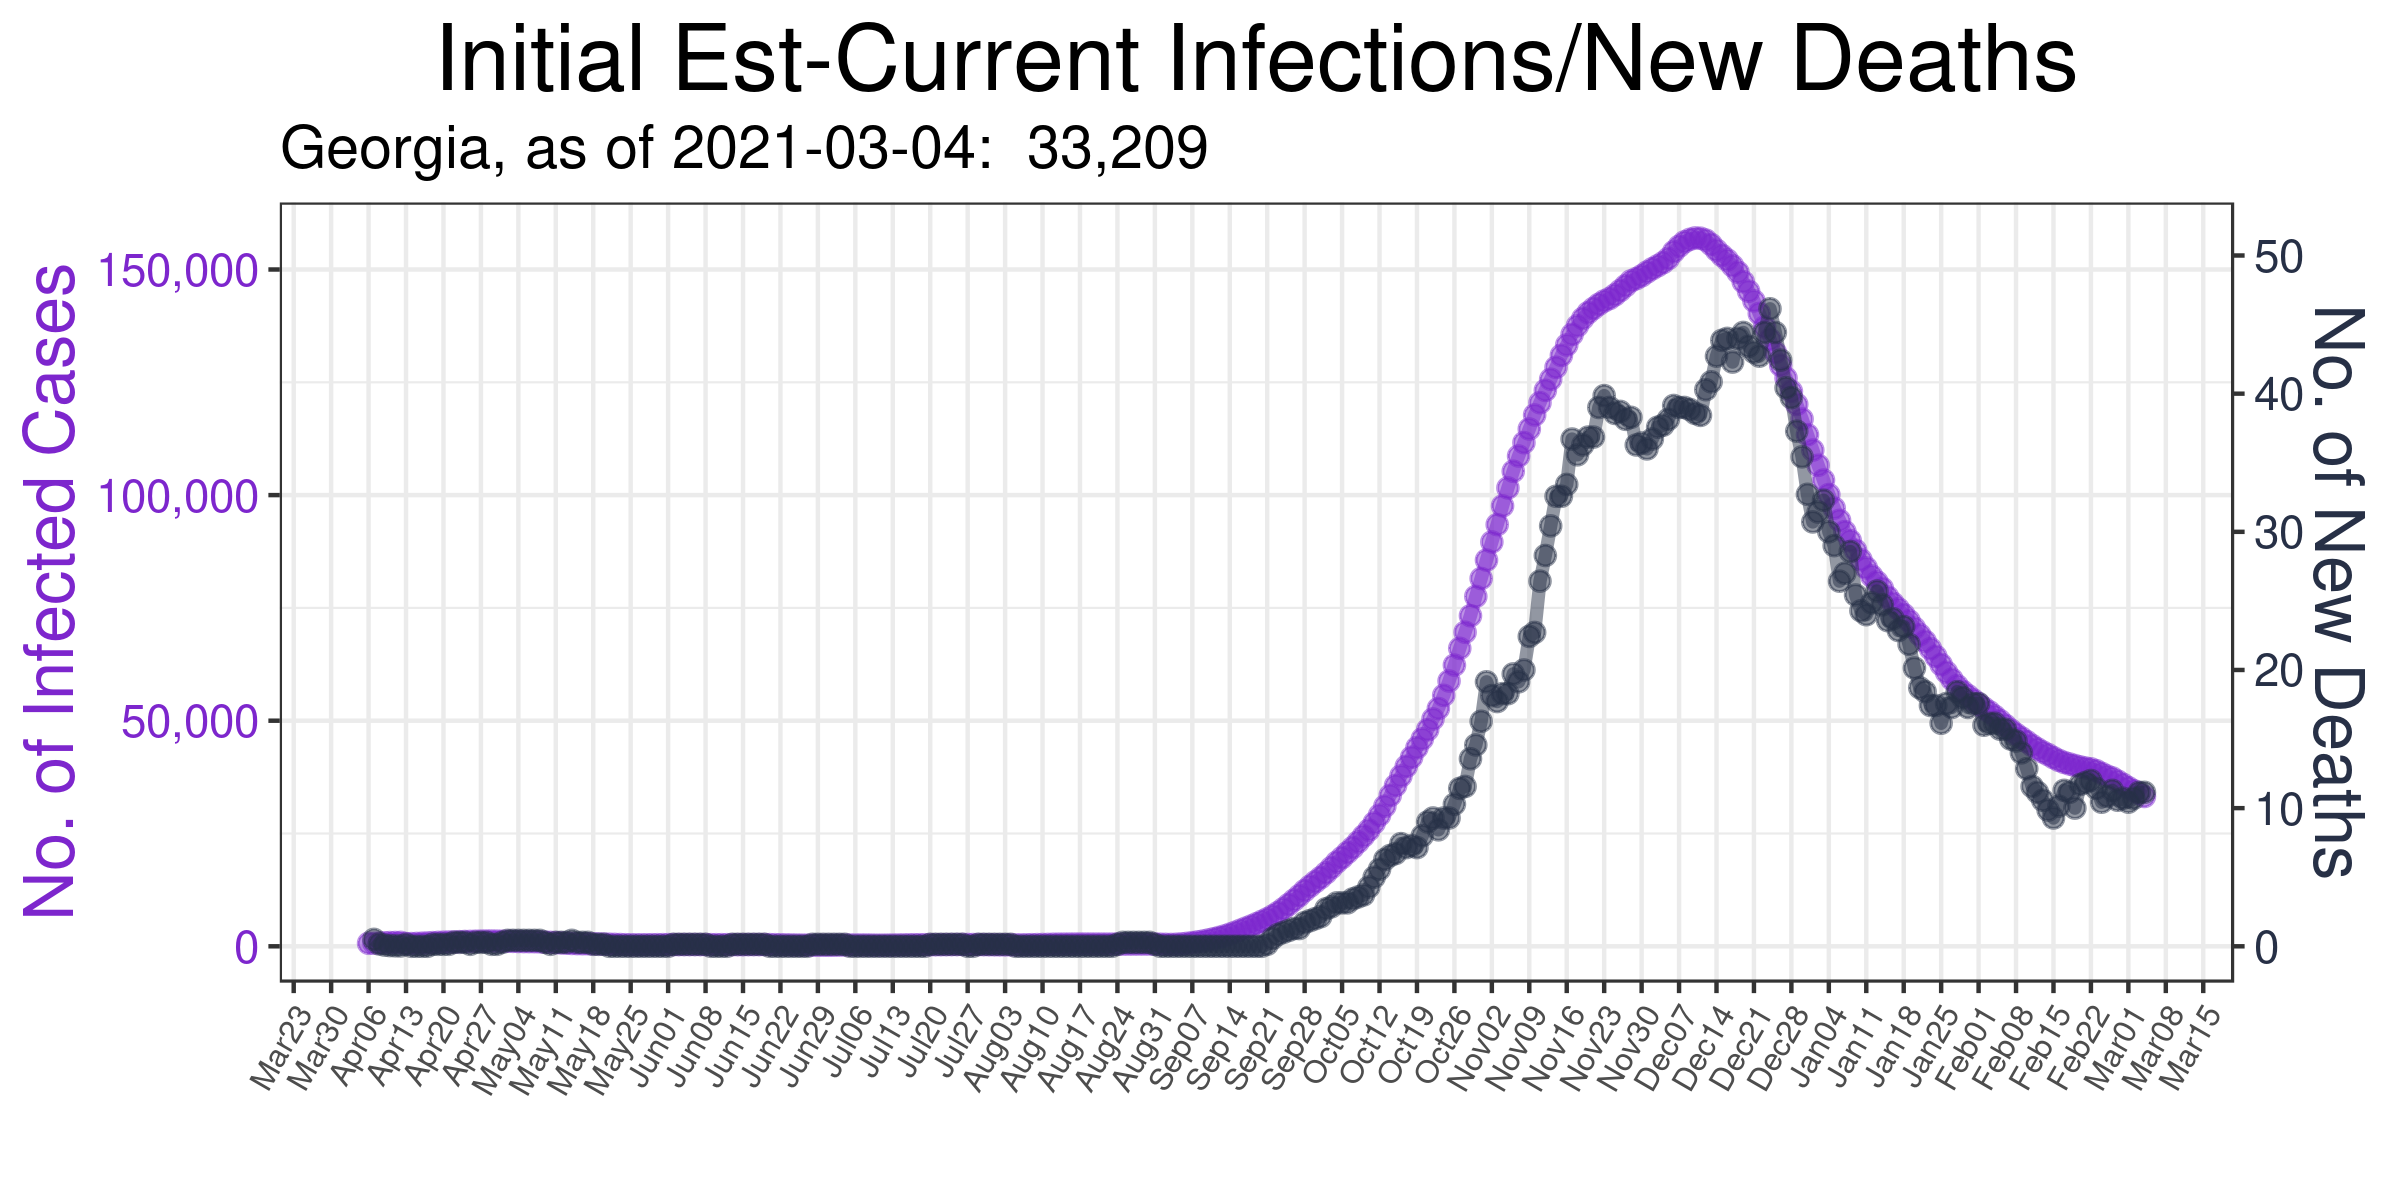 Initial Est-Current Infections/New Deaths
Georgia, as of 2021-03-04:  33,209
No. of Infected Cases
150,000
100,000
50,000
0
50
40
30
20
10
0
No. of New Deaths
Mar23 Mar30 Apr06 Apr13 Apr20 Apr27 May04 May11 May18 May25 Jun01 Jun08 Jun15 Jun22 Jun29 Jul06 Jul13 Jul20 Jul27 Aug03 Aug10 Aug17 Aug24 Aug31 Sep07 Sep14 Sep21 Sep28 Oct05 Oct12 Oct19 Oct26 Nov02 Nov09 Nov16 Nov23 Nov30 Dec07 Dec14 Dec21 Dec28 Jan04 Jan11 Jan18 Jan25 Feb01 Feb08 Feb15 Feb22 Mar01 Mar08 Mar15